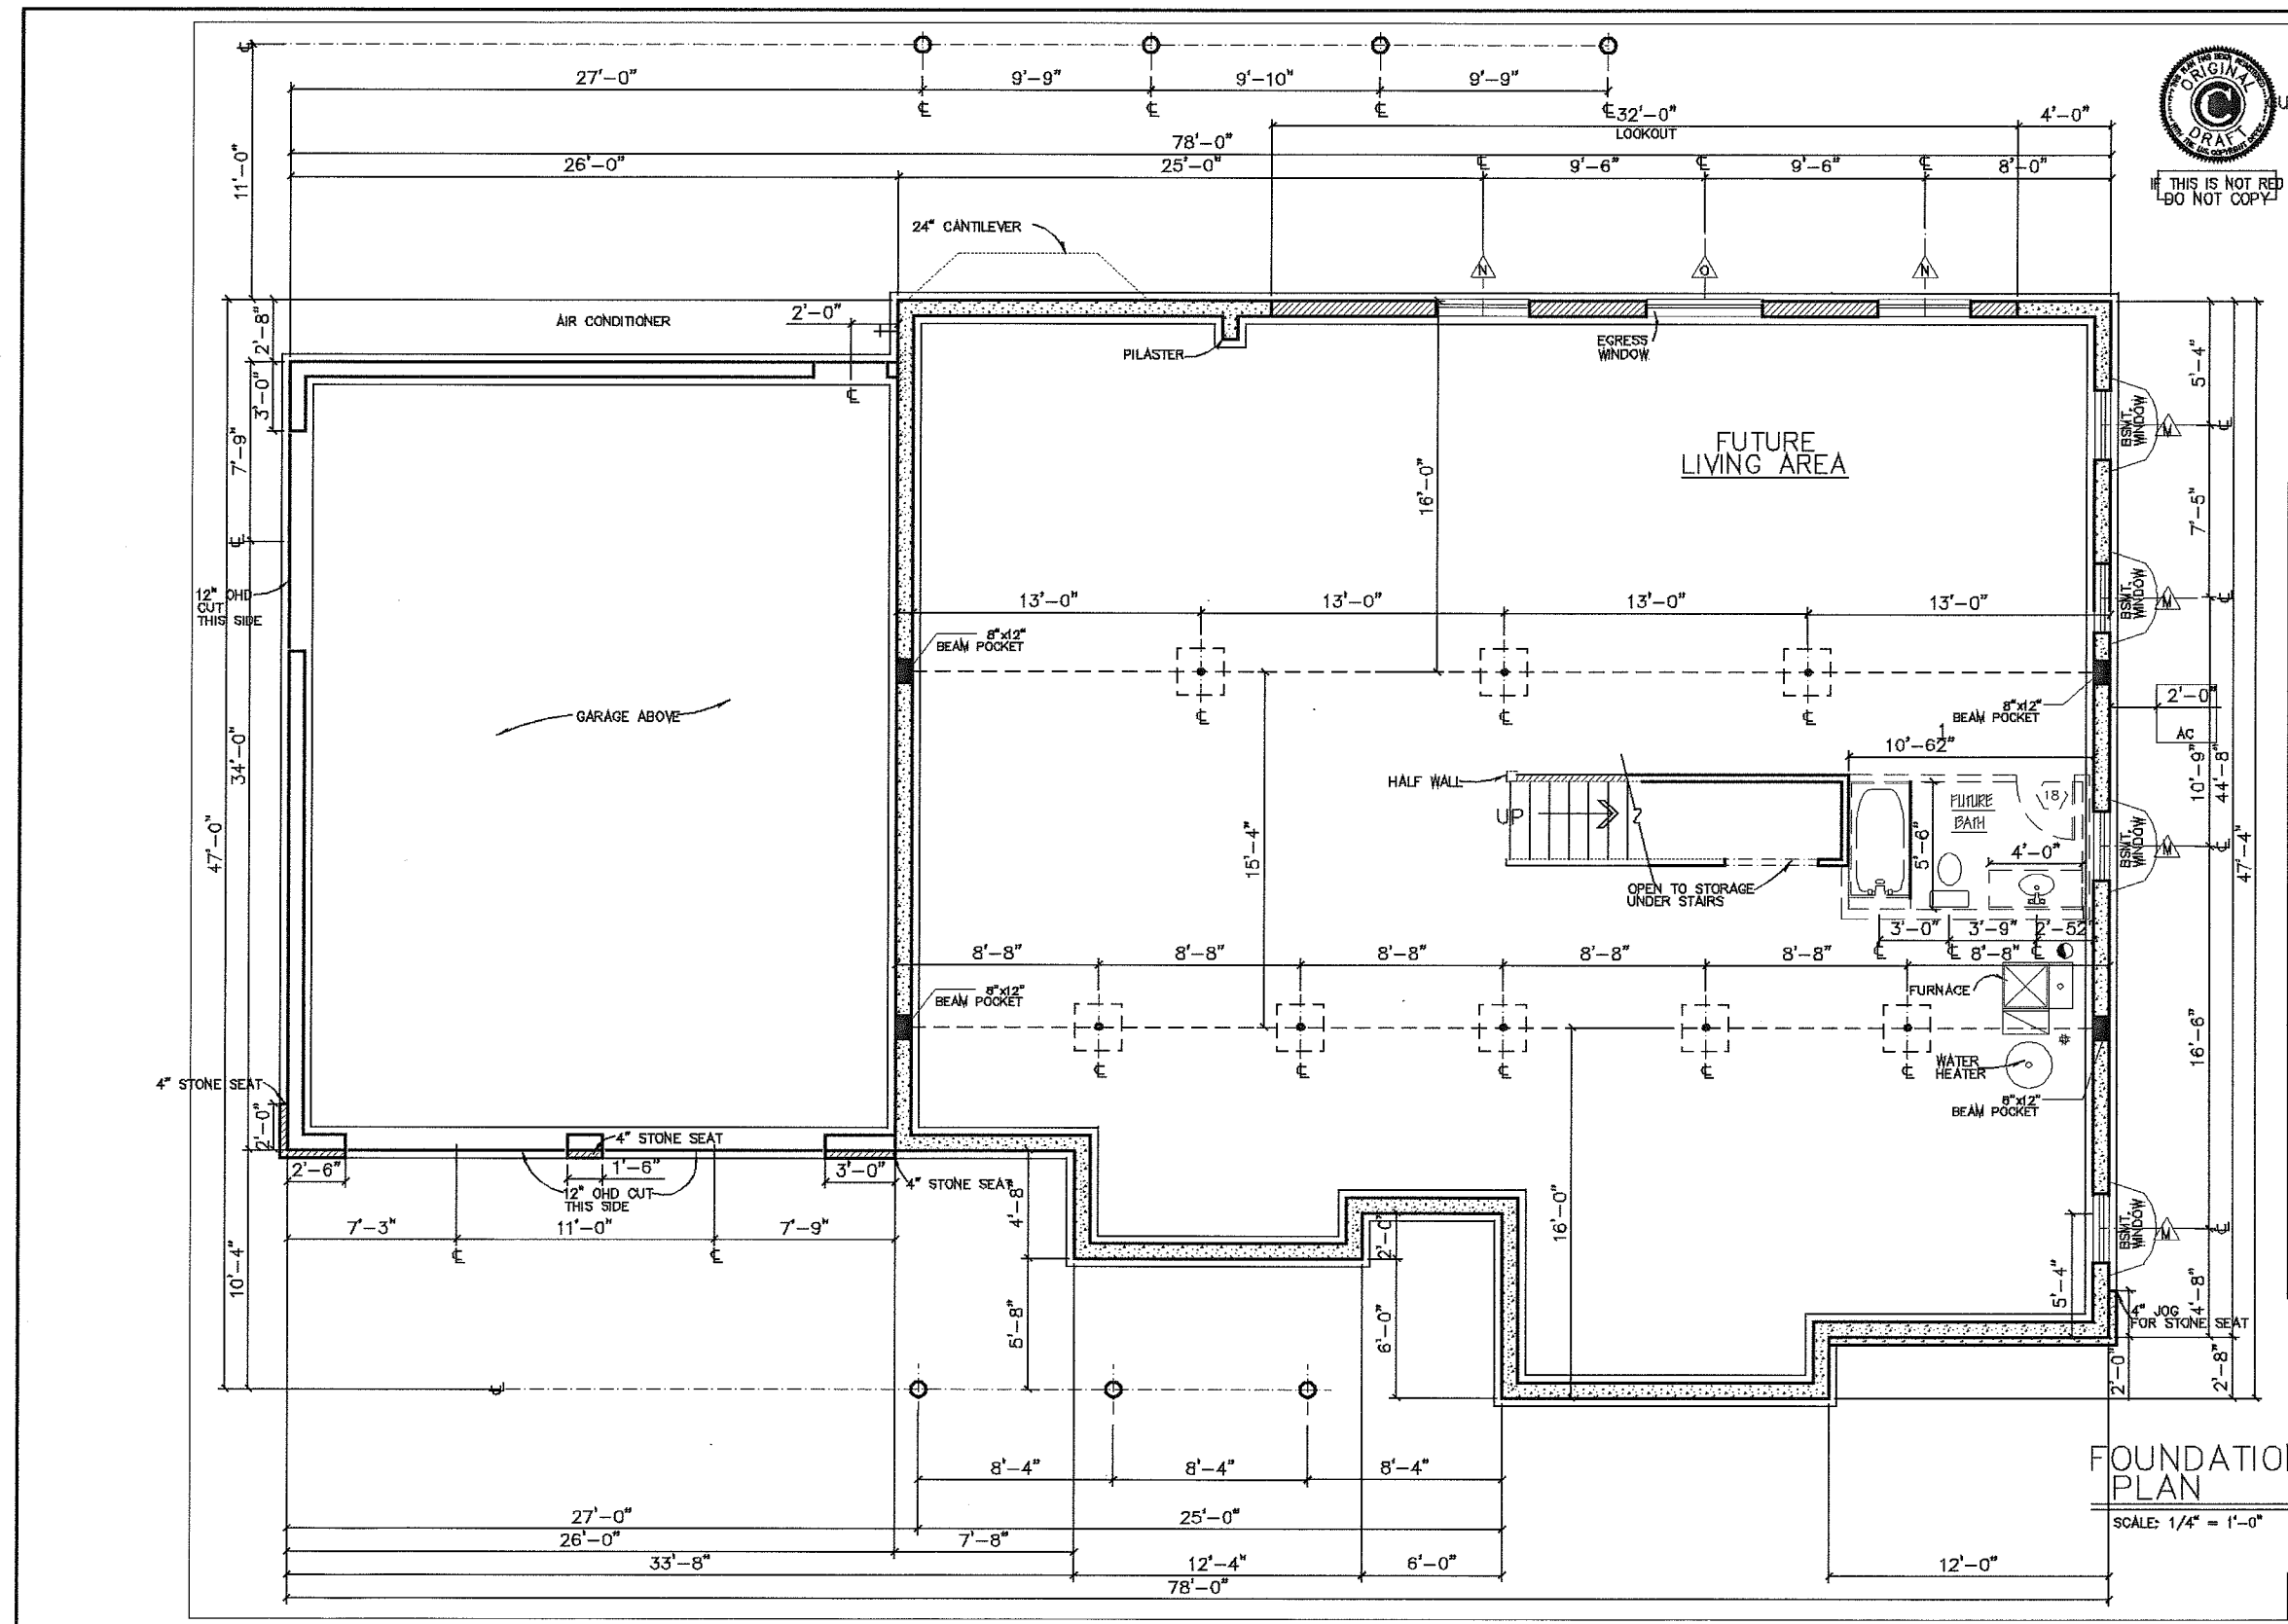 27'-0"
9'-9"
9'-10"
9'-9"
32'-0"
LOOKOUT
4'-0"
78'-0"
26'-0"
25'-0"
9'-6"
9'-6"
8'-0"
11'-0"
ORIGINAL
C
DRAFT
IF THIS IS NOT RED
DO NOT COPY
24" CANTILEVER
N
O
N
AIR CONDITIONER
2'-0"
2'-8"
3'-0"
7'-9"
PILASTER
EGRESS
WINDOW
5'-4"
BSMT.
WINDOW
M
FUTURE
LIVING AREA
16'-0"
7'-5"
12" OHD
CUT
THIS SIDE
BSMT.
WINDOW
M
13'-0"
13'-0"
13'-0"
13'-0"
8"x12"
BEAM POCKET
8"x12"
BEAM POCKET
2'-0"
AC
GARAGE ABOVE
34'-0"
47'-0"
10'-62"
1
HALF WALL
UP
FUTURE
BATH
18
5'-6"
4'-0"
BSMT.
WINDOW
M
10'-9"
44'-8"
47'-4"
15'-4"
OPEN TO STORAGE
UNDER STAIRS
3'-0"
3'-9"
2'-52"
8'-8"
8'-8"
8'-8"
8'-8"
8'-8"
8'-8"
8"x12"
BEAM POCKET
FURNACE
WATER
HEATER
#
8"x12"
BEAM POCKET
16'-6"
4" STONE SEAT
2'-0"
4" STONE SEAT
2'-6"
1'-6"
3'-0"
4" STONE SEAT
12" OHD CUT
THIS SIDE
7'-3"
11'-0"
7'-9"
10'-4"
4'-8"
5'-8"
2'-0"
6'-0"
16'-0"
BSMT.
WINDOW
M
5'-4"
4'-8"
4" JOG
FOR STONE SEAT
2'-0"
2'-8"
8'-4"
8'-4"
8'-4"
FOUNDATION
PLAN
SCALE: 1/4" = 1'-0"
27'-0"
25'-0"
26'-0"
7'-8"
33'-8"
12'-4"
6'-0"
12'-0"
78'-0"